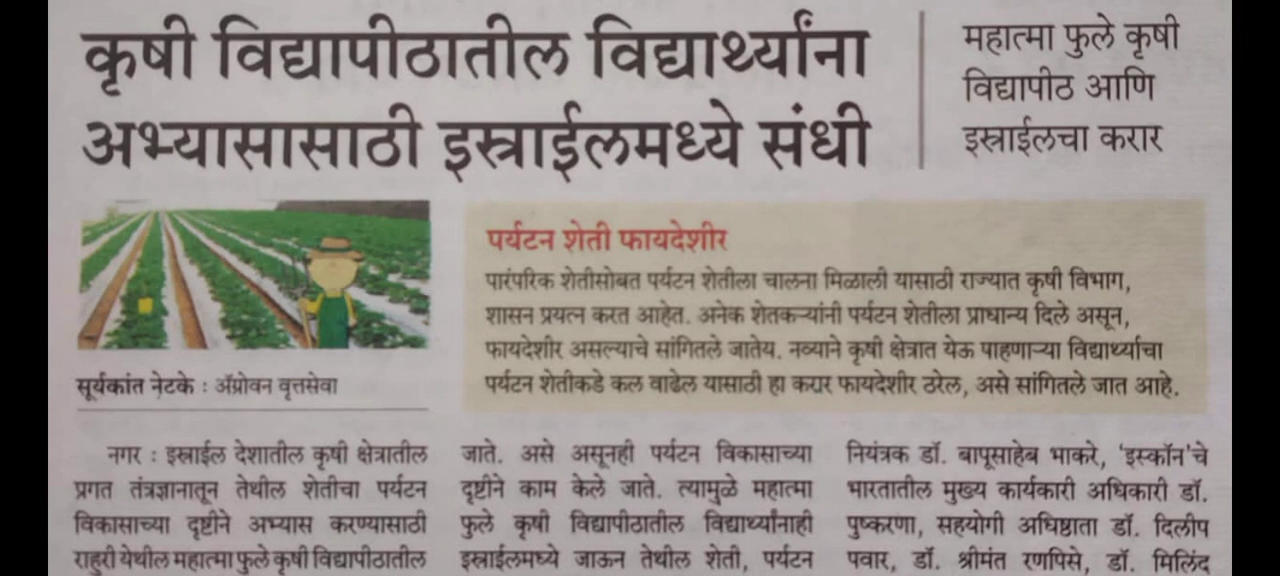 कृषी विद्यापीठातील विद्यार्थ्यांना
अभ्यासासाठी इस्त्राईलमध्ये संधी
महात्मा फुले कृषी
विद्यापीठ आणि
इस्त्राईलचा करार
पर्यटन शेती फायदेशीर
पारंपरिक शेतीसोबत पर्यटन शेतीला चालना मिळाली यासाठी राज्यात कृषी विभाग,
शासन प्रयत्न करत आहेत. अनेक शेतकऱ्यांनी पर्यटन शेतीला प्राधान्य दिले असून,
फायदेशीर असल्याचे सांगितले जातेय. नव्याने कृषी क्षेत्रात येऊ पाहणाऱ्या विद्यार्थ्याचा
पर्यटन शेतीकडे कल वाढेल यासाठी हा करार फायदेशीर ठरेल, असे सांगितले जात आहे.
सूर्यकांत नेटके : अ‍ॅग्रोवन वृत्तसेवा
नगर : इस्त्राईल देशातील कृषी क्षेत्रातील
प्रगत तंत्रज्ञानातून तेथील शेतीचा पर्यटन
विकासाच्या दृष्टीने अभ्यास करण्यासाठी
राहुरी येथील महात्मा फुले कृषी विद्यापीठातील
जाते. असे असूनही पर्यटन विकासाच्या
दृष्टीने काम केले जाते. त्यामुळे महात्मा
फुले कृषी विद्यापीठातील विद्यार्थ्यांनाही
इस्त्राईलमध्ये जाऊन तेथील शेती, पर्यटन
नियंत्रक डॉ. बापूसाहेब भाकरे, ‘इस्कॉन’चे
भारतातील मुख्य कार्यकारी अधिकारी डॉ.
पुष्करणा, सहयोगी अधिष्ठाता डॉ. दिलीप
पवार, डॉ. श्रीमंत रणपिसे, डॉ. मिलिंद